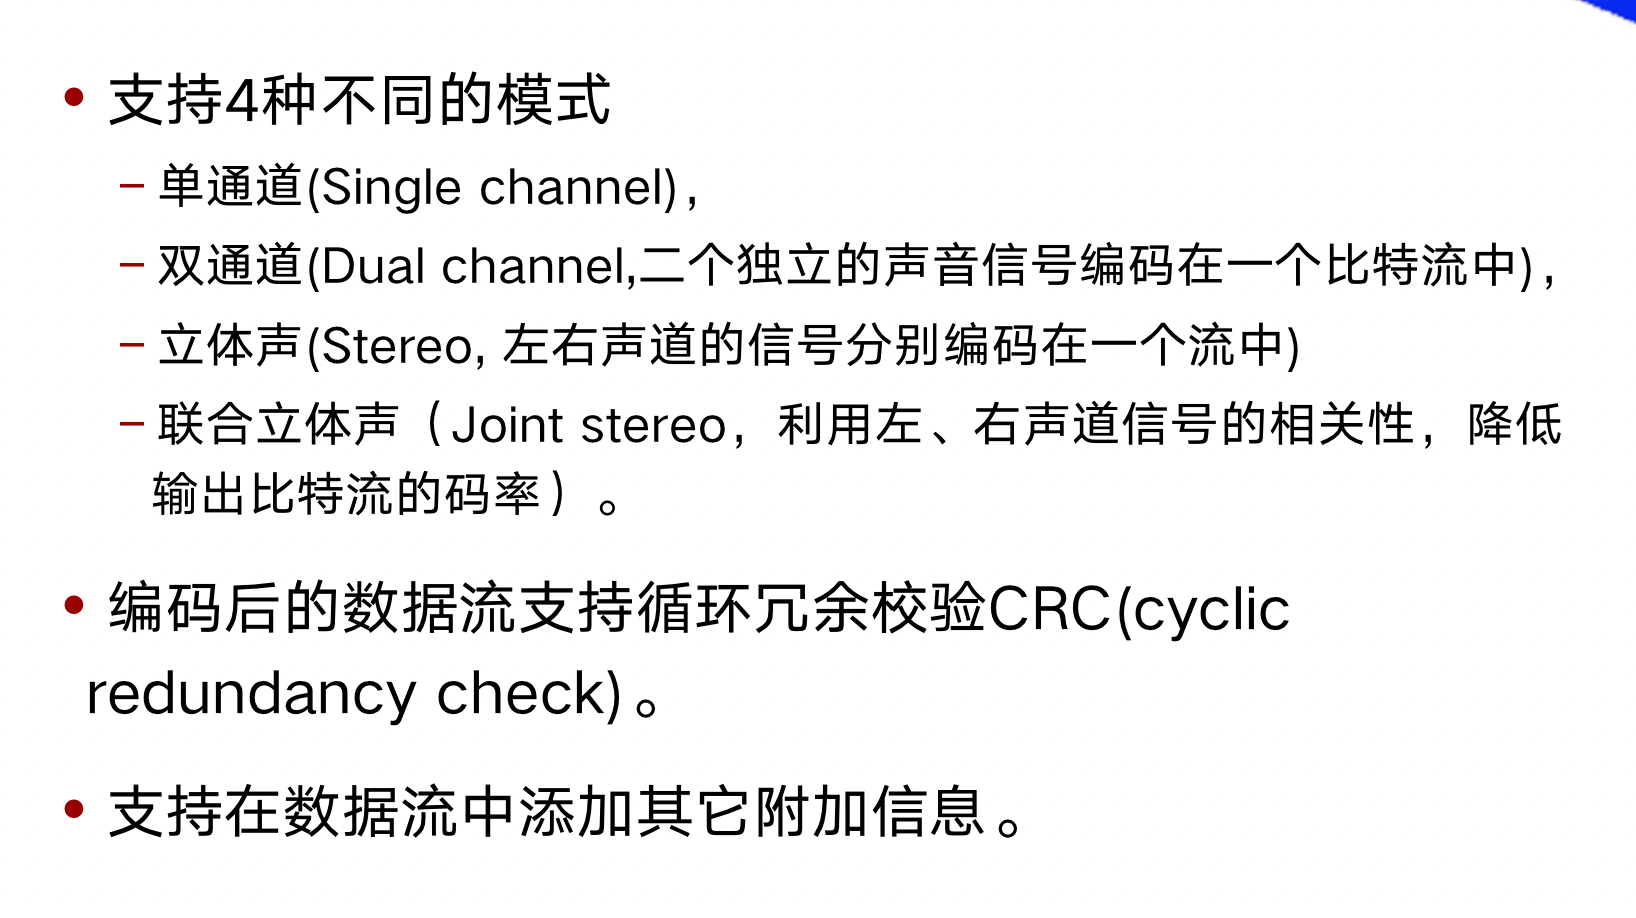 • 支持4种不同的模式
– 单通道(Single channel)，
– 双通道(Dual channel,二个独立的声音信号编码在一个比特流中)，
– 立体声(Stereo, 左右声道的信号分别编码在一个流中)
– 联合立体声（Joint stereo，利用左、右声道信号的相关性，降低
输出比特流的码率）。
• 编码后的数据流支持循环冗余校验CRC(cyclic
redundancy check)。
• 支持在数据流中添加其它附加信息。